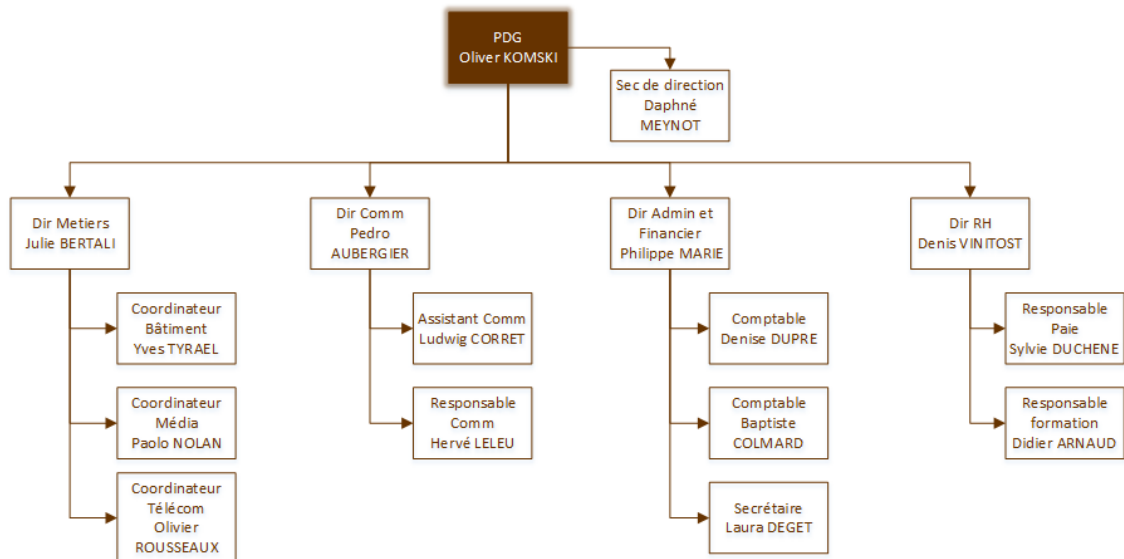 PDG
Oliver KOMSKI
Sec de direction
Daphné
MEYNOT
Dir Metiers
Julie BERTALI
Dir Comm
Pedro
AUBERGIER
Dir Admin et
Financier
Philippe MARIE
Dir RH
Denis VINITOST
Coordinateur
Bâtiment
Yves TYRAEL
Assistant Comm
Ludwig CORRET
Comptable
Denise DUPRE
Responsable
Paie
Sylvie DUCHENE
Coordinateur
Média
Paolo NOLAN
Responsable
Comm
Hervé LELEU
Comptable
Baptiste
COLMARD
Responsable
formation
Didier ARNAUD
Coordinateur
Télécom
Olivier
ROUSSEAUX
Secrétaire
Laura DEGET